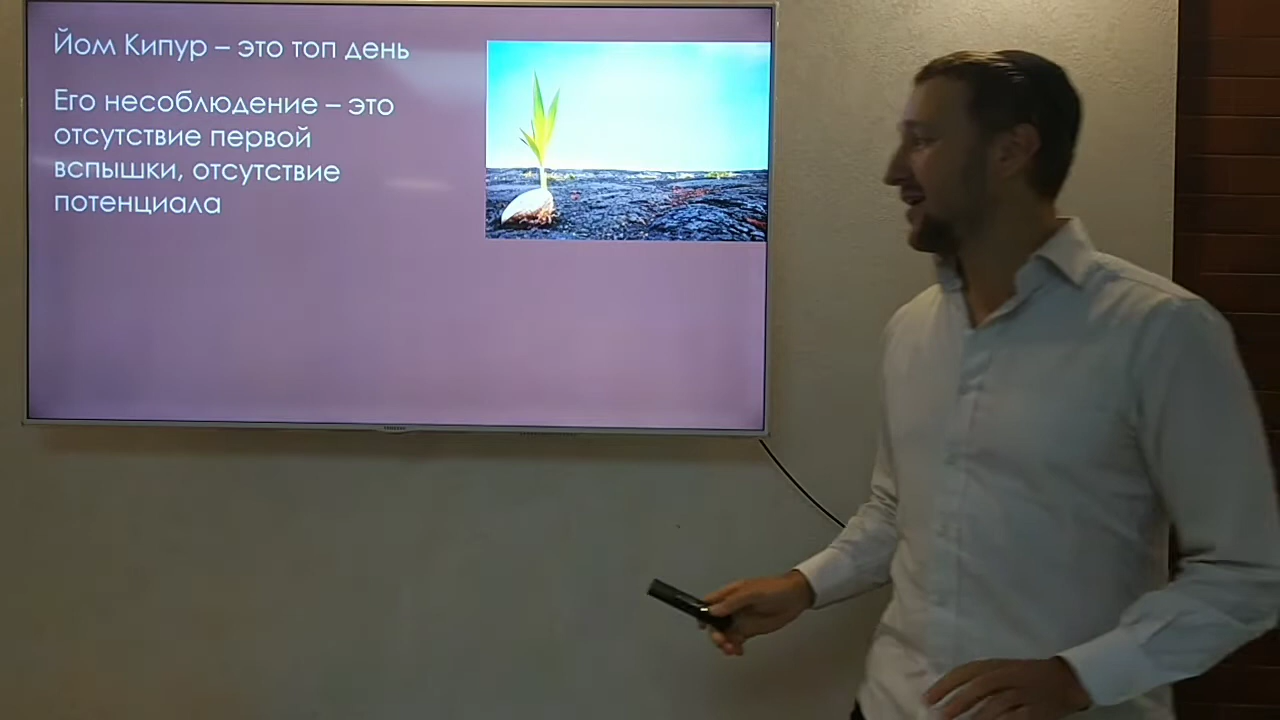 Йом Кипур – это топ день
Его несоблюдение – это
отсутствие первой
вспышки, отсутствие
потенциала